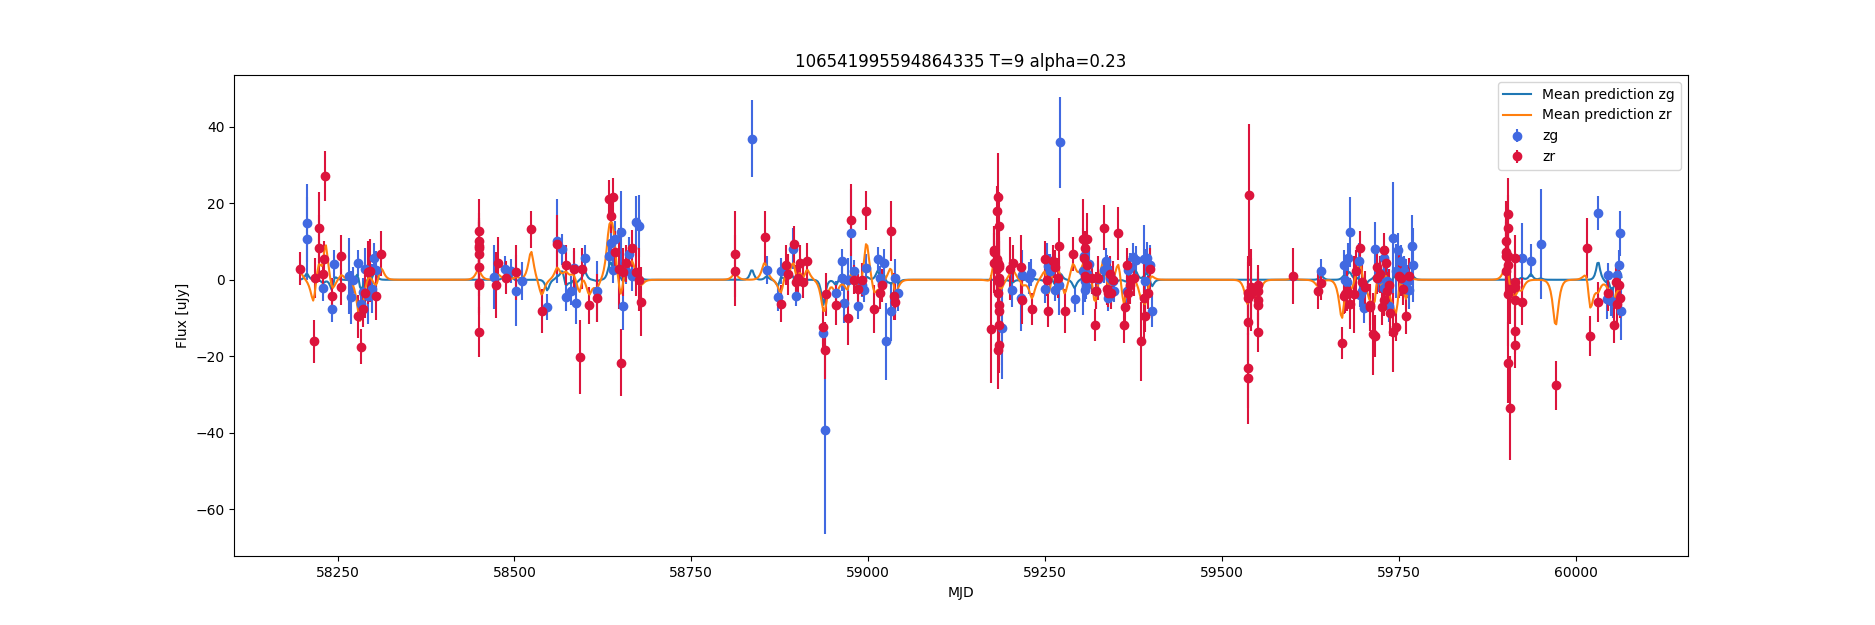 106541995594864335 T=9 alpha=0.23
Mean prediction zg
Mean prediction zr
zg
zr
40
20
0
−20
−40
−60
Flux [uJy]
58250 58500 58750 59000 59250 59500 59750 60000
MJD